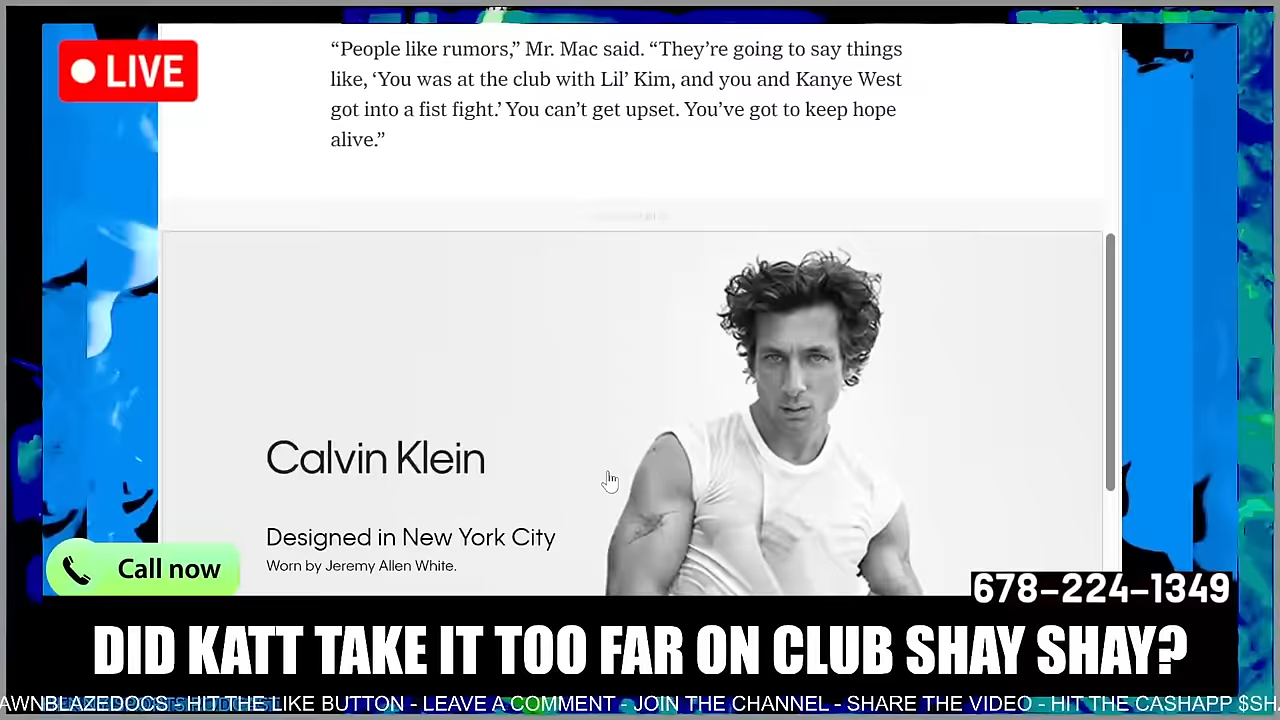 “People like rumors,” Mr. Mac said. “They’re going to say things
like, ‘You was at the club with Lil’ Kim, and you and Kanye West
got into a fist fight.’ You can’t get upset. You’ve got to keep hope
alive.”
LIVE
Calvin Klein
Designed in New York City
Worn by Jeremy Allen White.
Call now
678-224-1349
DID KATT TAKE IT TOO FAR ON CLUB SHAY SHAY?
AWNBLAZEDOCS - HIT THE LIKE BUTTON - LEAVE A COMMENT - JOIN THE CHANNEL - SHARE THE VIDEO - HIT THE CASHAPP $SHA